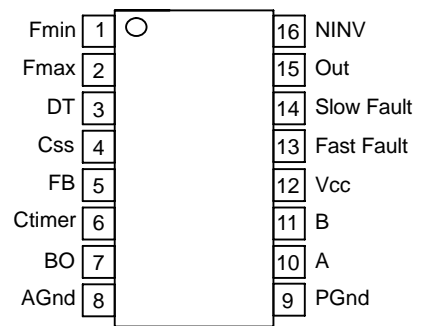 Fmin 1 16 NINV
Fmax 2 15 Out
DT 3 14 Slow Fault
Css 4 13 Fast Fault
FB 5 12 Vcc
Ctimer 6 11 B
BO 7 10 A
AGnd 8 9 PGnd